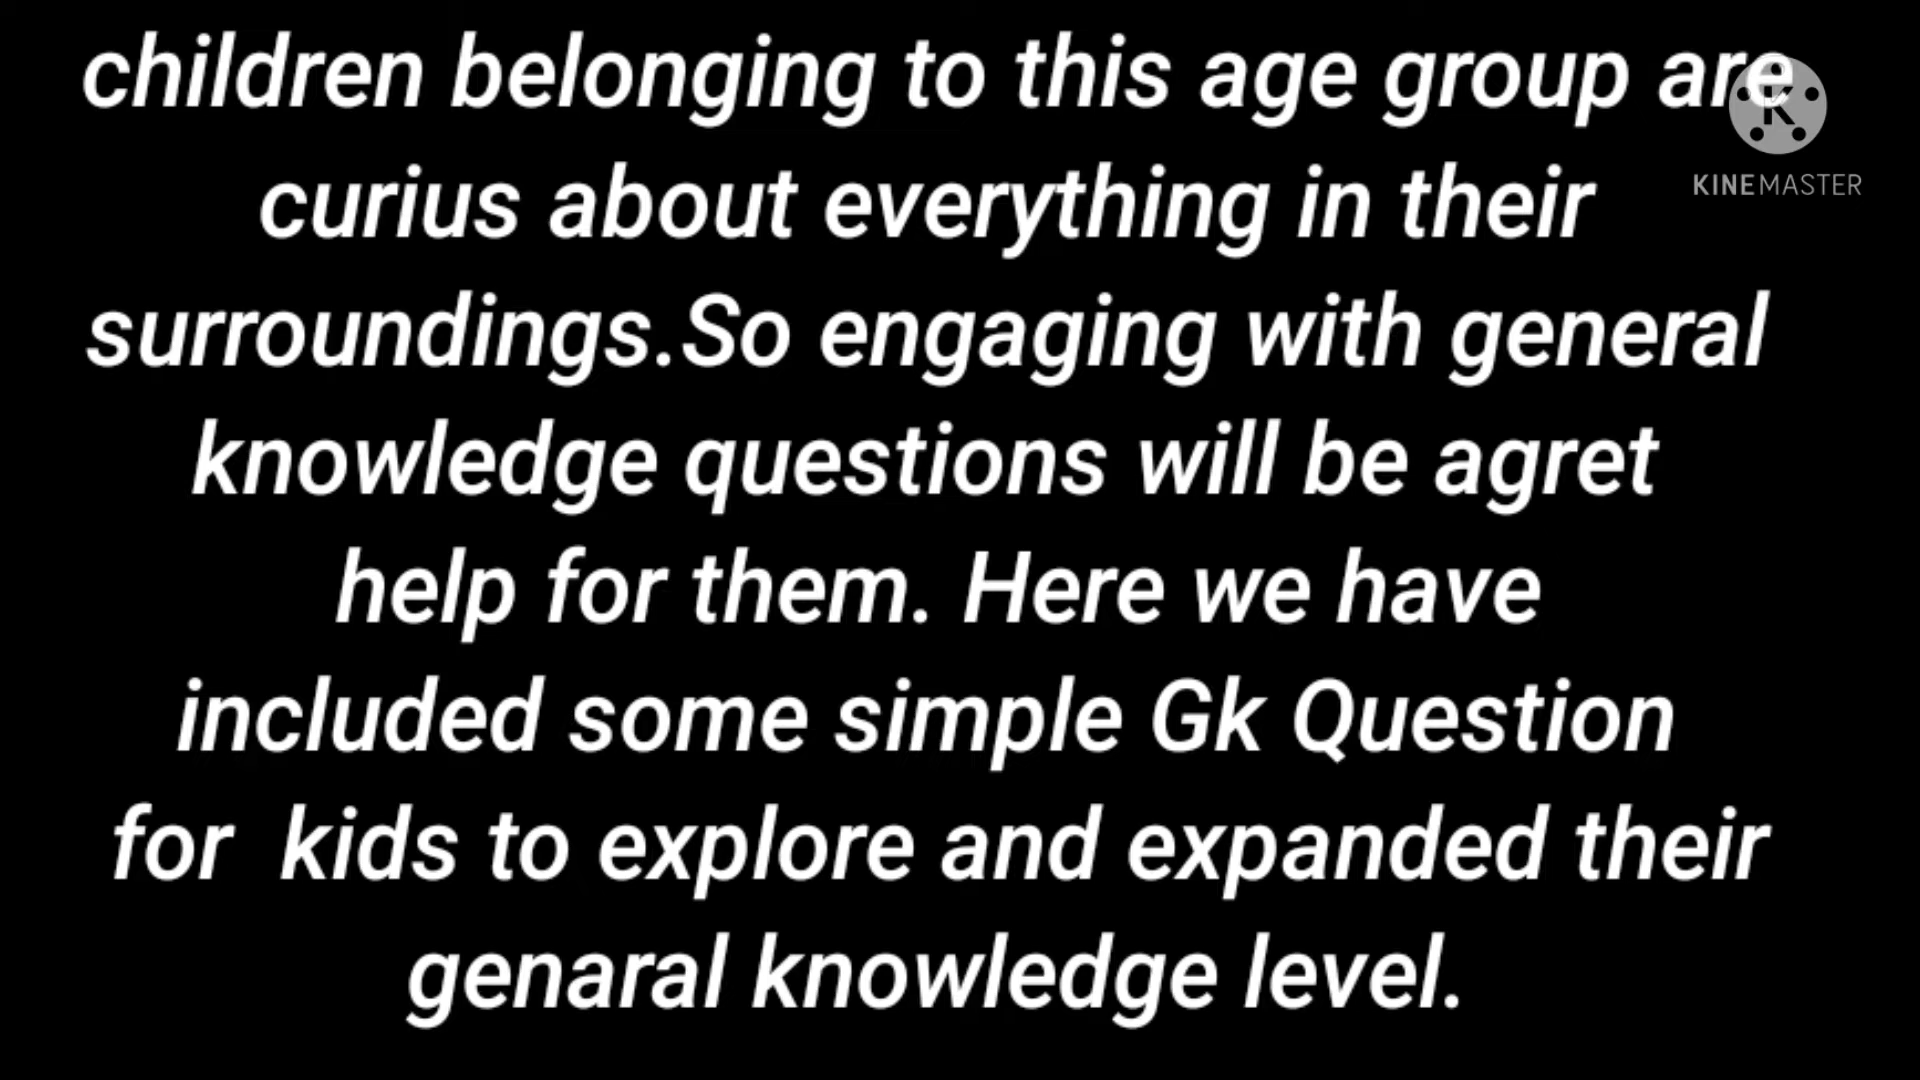 children belonging to this age group are
curius about everything in their
surroundings.So engaging with general
knowledge questions will be agret
help for them. Here we have
included some simple Gk Question
for  kids to explore and expanded their
genaral knowledge level.
K
KINEMASTER